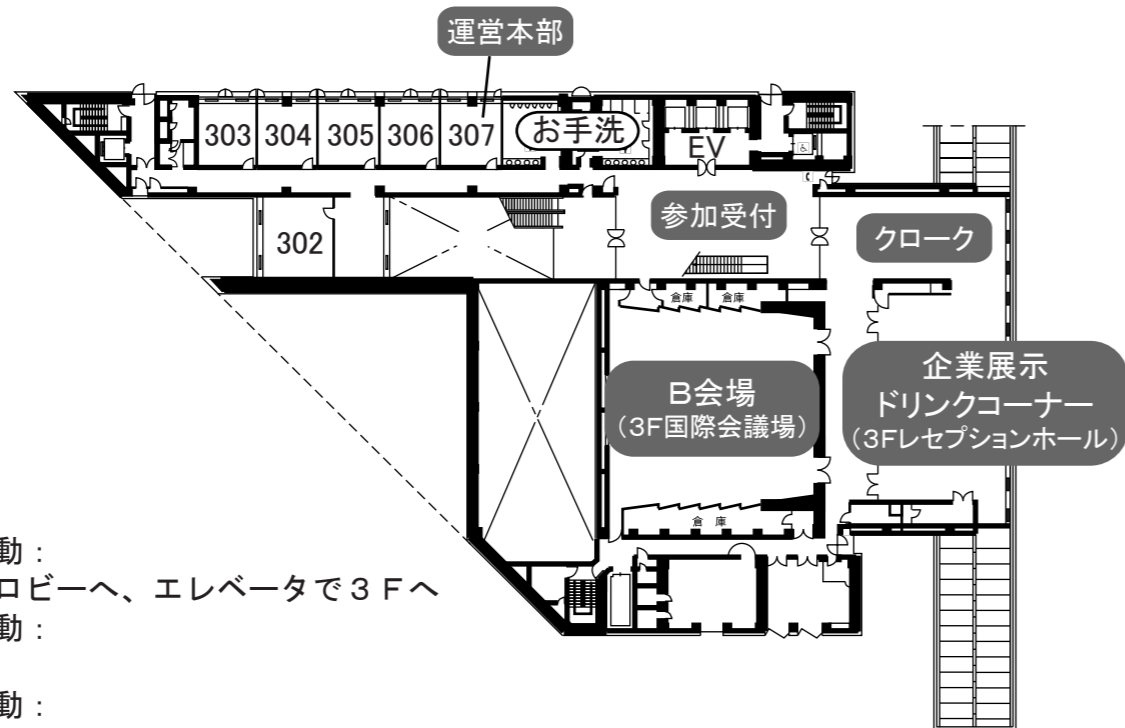 運営本部
303
304
305
306
307
お手洗
EV
参加受付
クローク
302
倉庫
倉庫
B会場
（3F国際会議場）
企業展示
ドリンクコーナー
（3Fレセプションホール）
倉 庫
動：
ロビーへ、エレベータで３Ｆへ
動：
動：